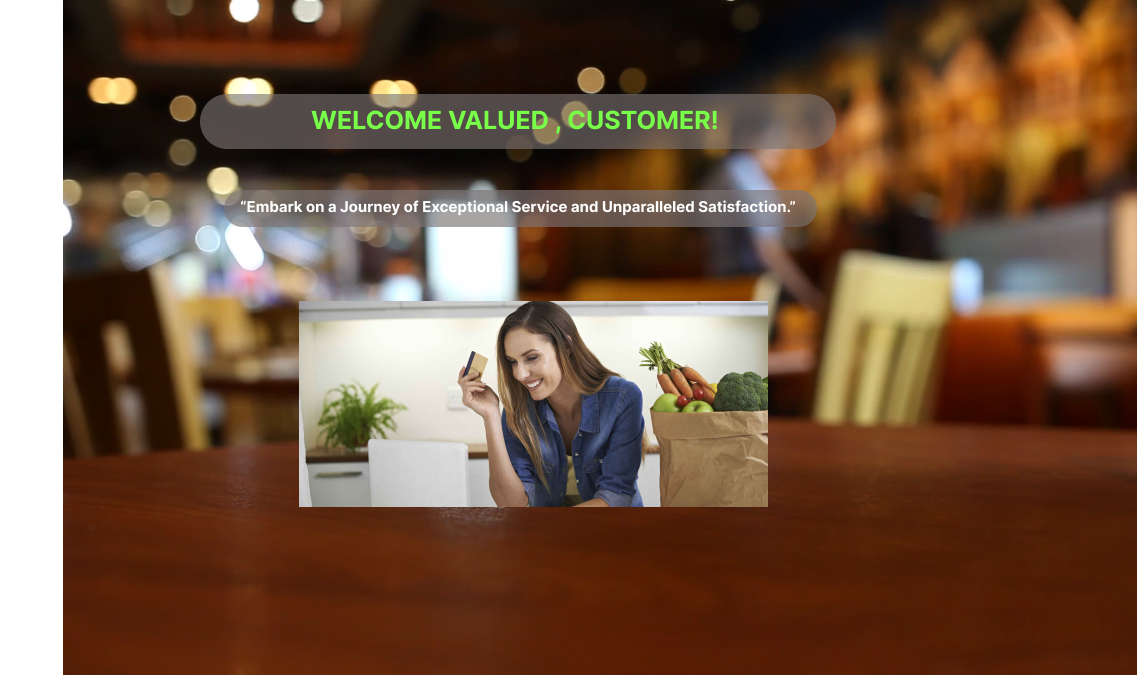 WELCOME VALUED , CUSTOMER!
“Embark on a Journey of Exceptional Service and Unparalleled Satisfaction.”